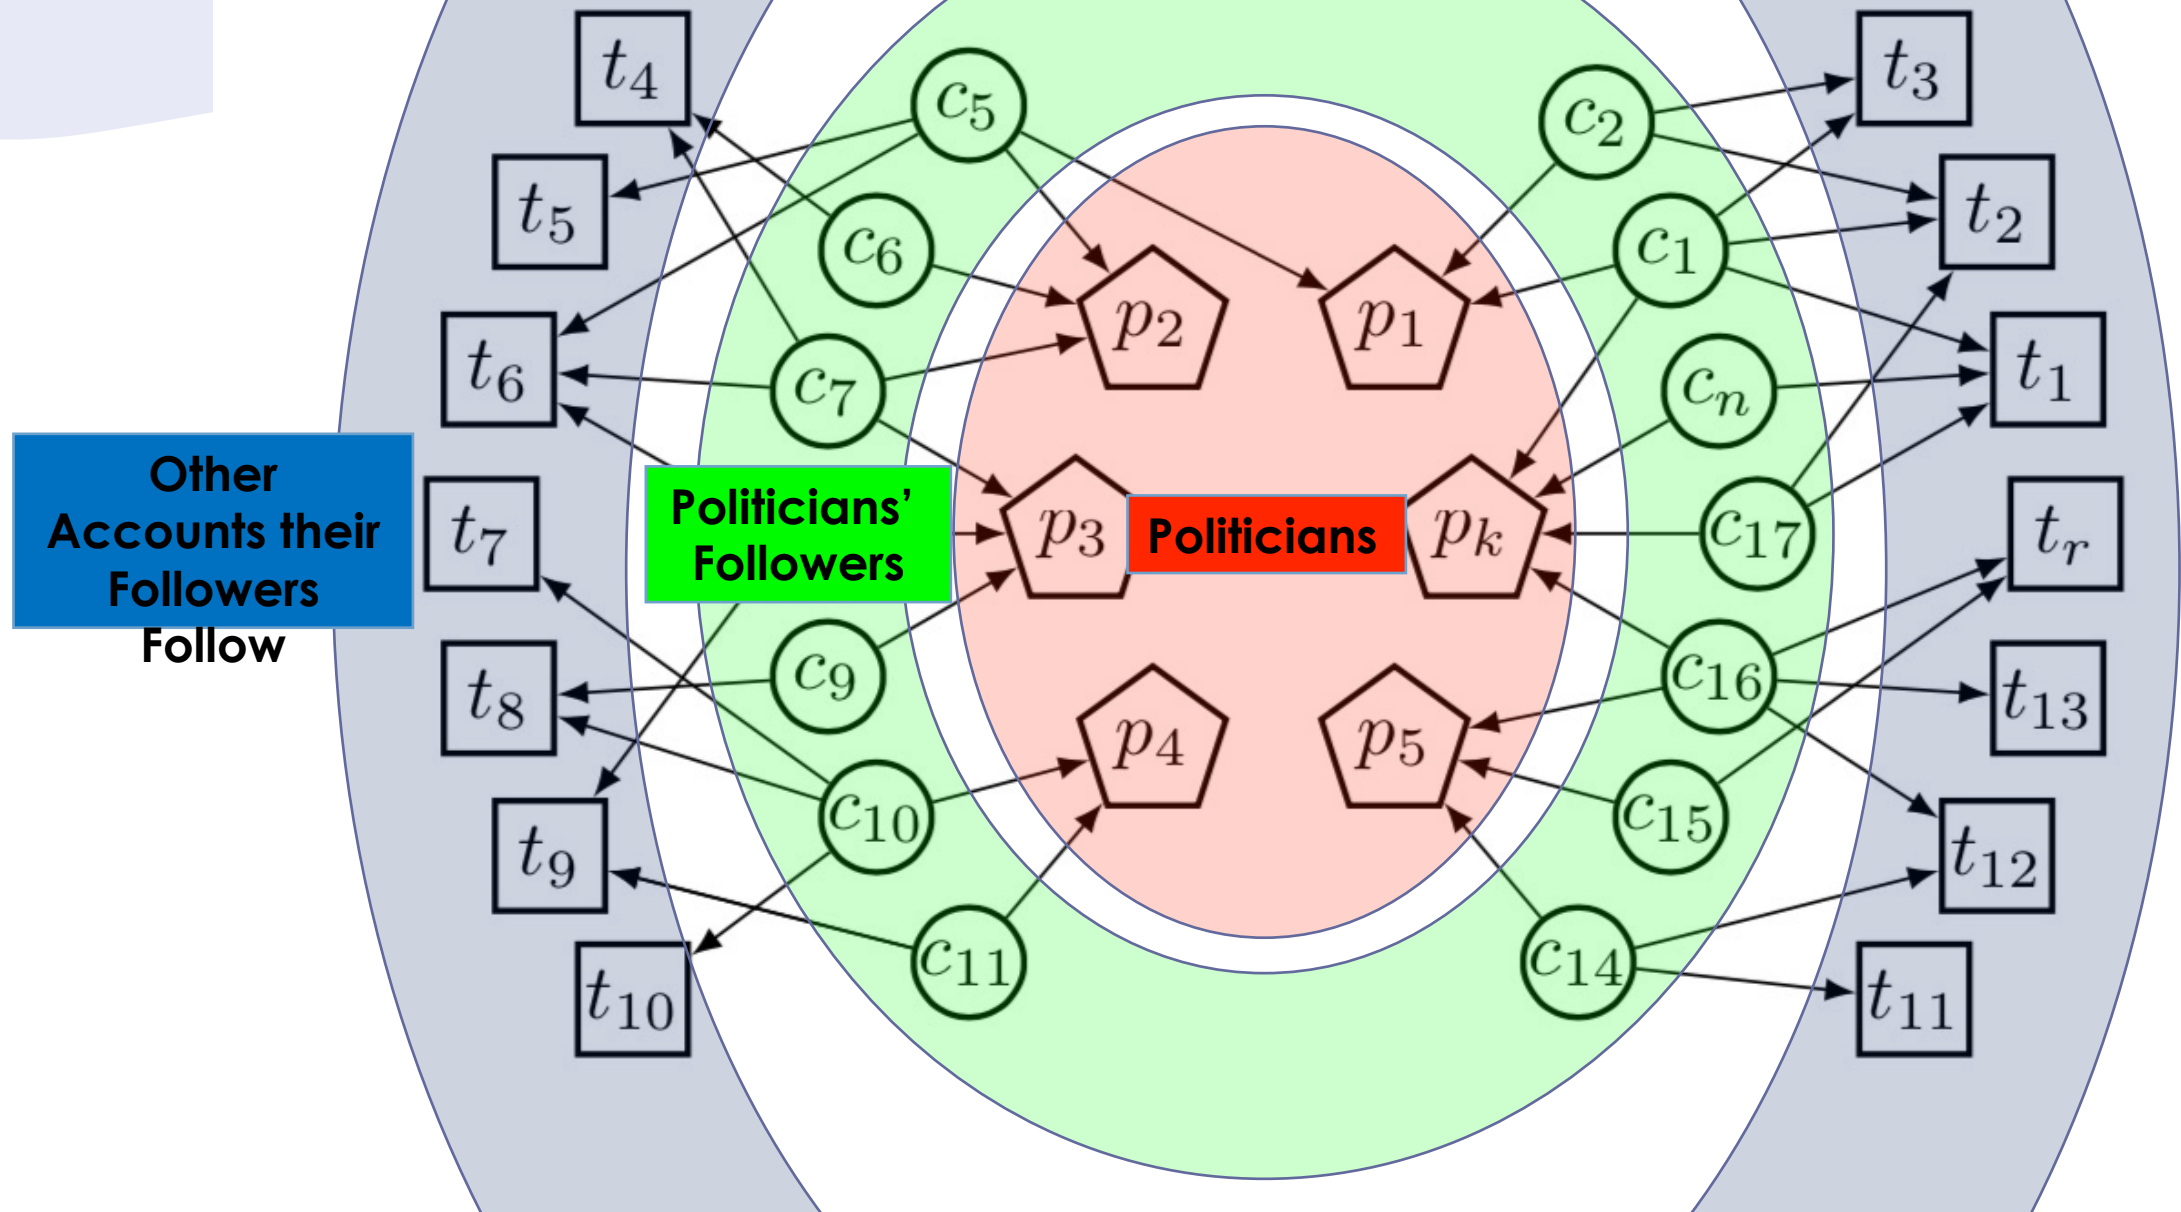 t4
c5
c2
t3
t5
c6
c1
t2
t6
c7
p2
p1
cn
t1
Other
Accounts their
Followers
Follow
t7
Politicians’
Followers
p3
Politicians
pk
c17
tr
t8
c9
c16
t13
p4
p5
t9
c10
c15
t12
t10
c11
c14
t11